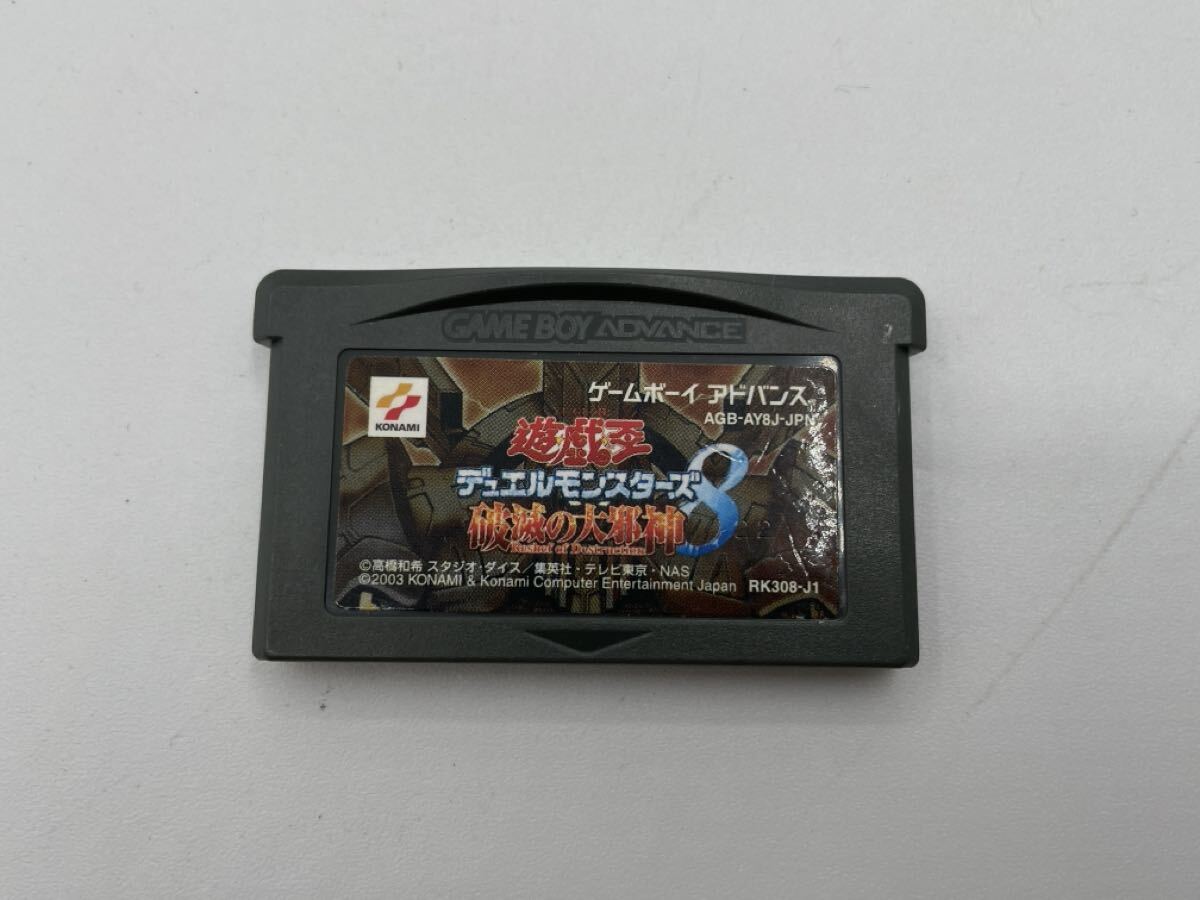 GAME BOY ADVANCE
KONAMI
ゲームボーイ アドバンス
AGB-AY8J-JPN
遊戯王
デュエルモンスターズ8
破滅の大邪神
Reshef of Destruction
©高橋和希 スタジオ・ダイス/集英社・テレビ東京・NAS
©2003 KONAMI & Konami Computer Entertainment Japan RK308-J1